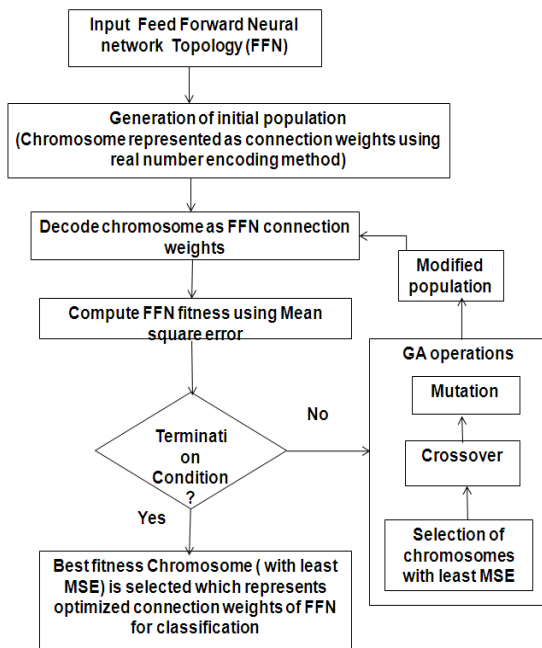 Input Feed Forward Neural
network Topology (FFN)
Generation of initial population
(Chromosome represented as connection weights using
real number encoding method)
Decode chromosome as FFN connection
weights
Modified
population
Compute FFN fitness using Mean
square error
GA operations
Mutation
Crossover
Selection of
chromosomes
with least MSE
No
Terminati
on
Condition
?
Yes
Best fitness Chromosome ( with least
MSE) is selected which represents
optimized connection weights of FFN
for classification